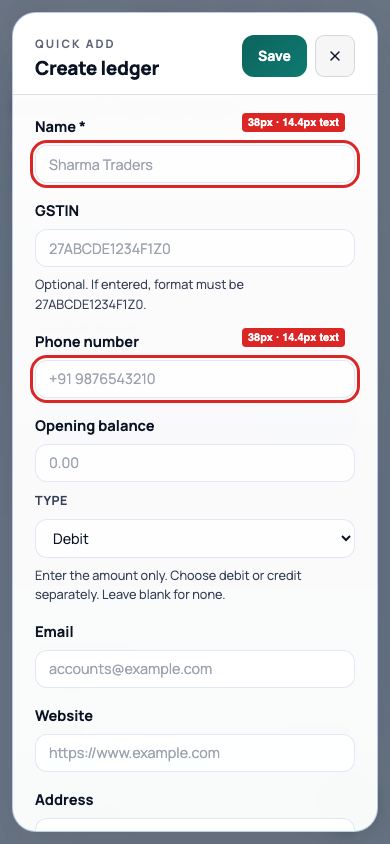 QUICK ADD
Create ledger
Save
×
Name *
38px · 14.4px text
Sharma Traders
GSTIN
27ABCDE1234F1Z0
Optional. If entered, format must be
27ABCDE1234F1Z0.
Phone number
38px · 14.4px text
+91 9876543210
Opening balance
0.00
TYPE
Debit
Enter the amount only. Choose debit or credit
separately. Leave blank for none.
Email
accounts@example.com
Website
https://www.example.com
Address